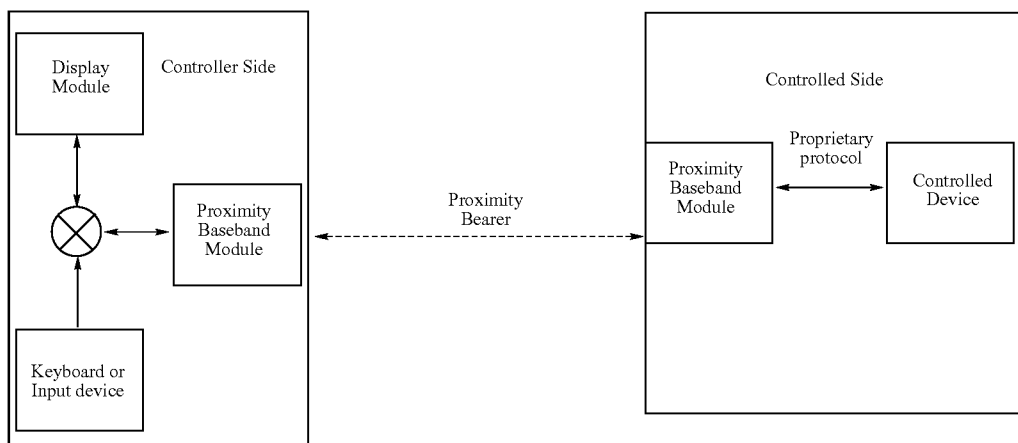 Display
Module
Controller Side
Proximity
Baseband
Module
Keyboard or
Input device
Proximity
Bearer
Controlled Side
Proximity
Baseband
Module
Proprietary
protocol
Controlled
Device